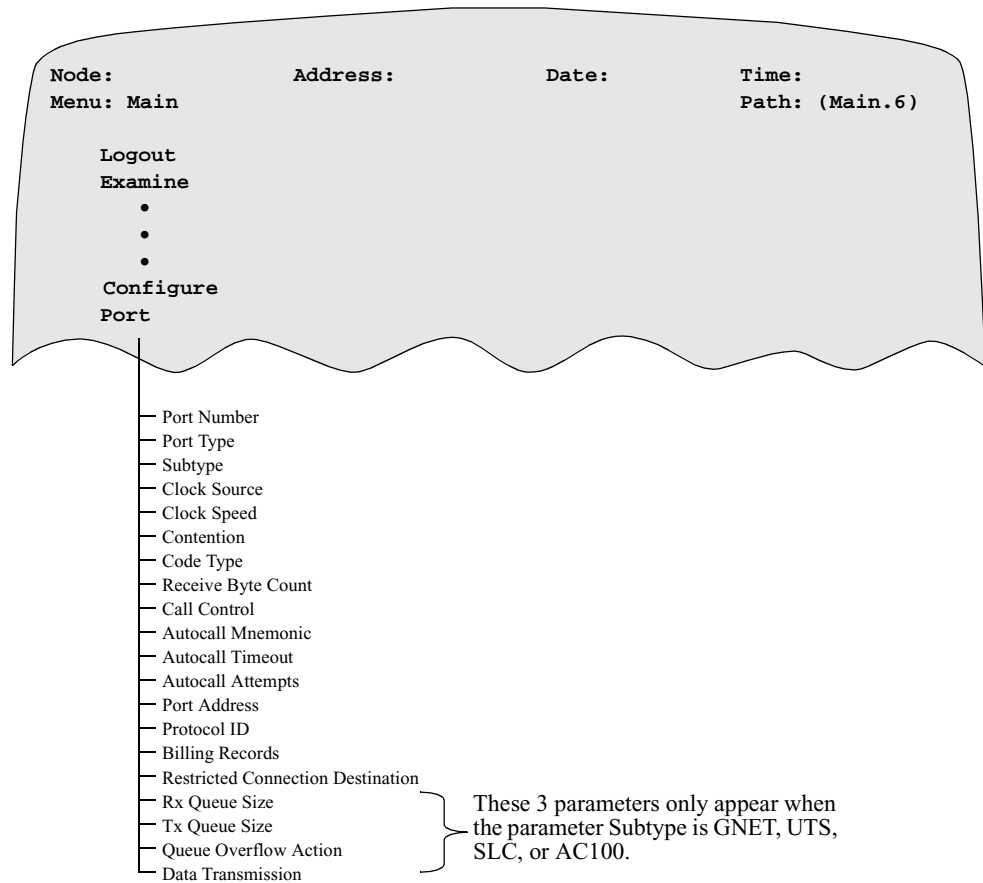 Node: Address: Date: Time:
Menu: Main Path: (Main.6)
Logout
Examine
•
•
•
Configure
Port
Port Number
Port Type
Subtype
Clock Source
Clock Speed
Contention
Code Type
Receive Byte Count
Call Control
Autocall Mnemonic
Autocall Timeout
Autocall Attempts
Port Address
Protocol ID
Billing Records
Restricted Connection Destination
Rx Queue Size
Tx Queue Size
Queue Overflow Action
Data Transmission
These 3 parameters only appear when
the parameter Subtype is GNET, UTS,
SLC, or AC100.